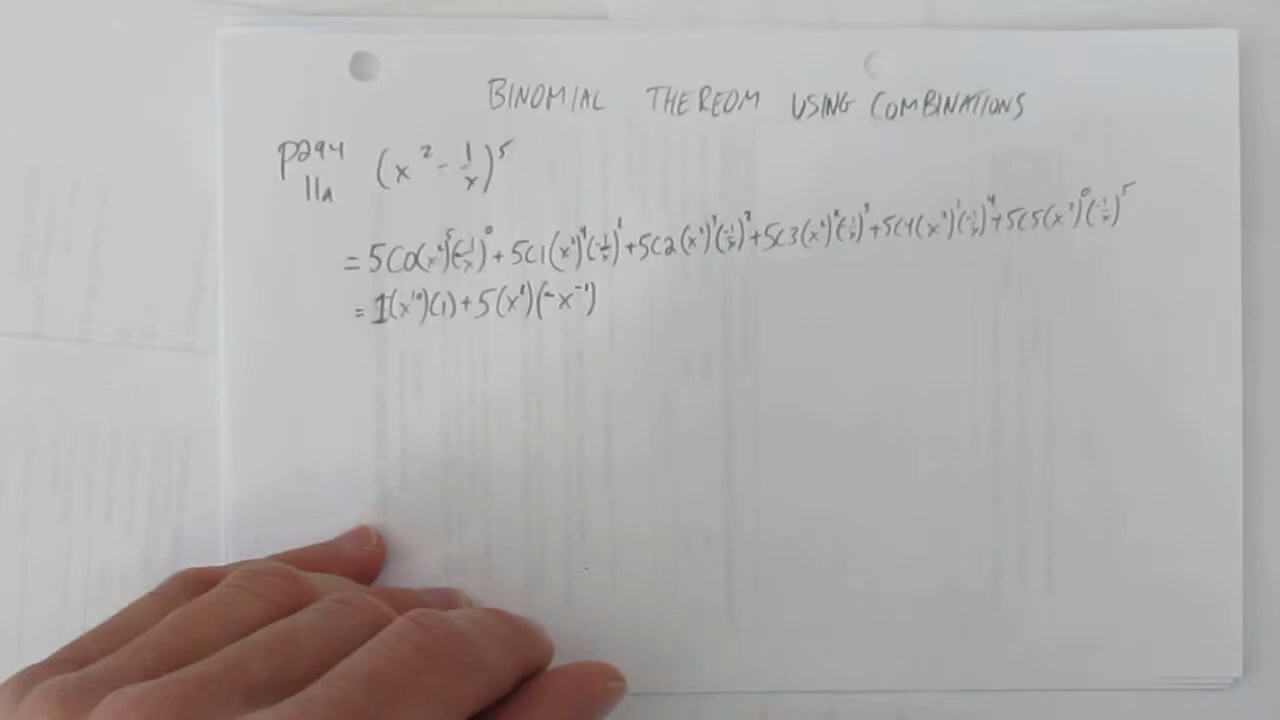 BINOMIAL THEREOM USING COMBINATIONS
p294 (x² - 1/x)⁵
11a
= 5C0(x²)⁵(-1/x)⁰ + 5C1(x²)⁴(-1/x)¹ + 5C2(x²)³(-1/x)² + 5C3(x²)²(-1/x)³ + 5C4(x²)¹(-1/x)⁴ + 5C5(x²)⁰(-1/x)⁵
= 1(x¹⁰)(1) + 5(x⁸)(-x⁻¹)